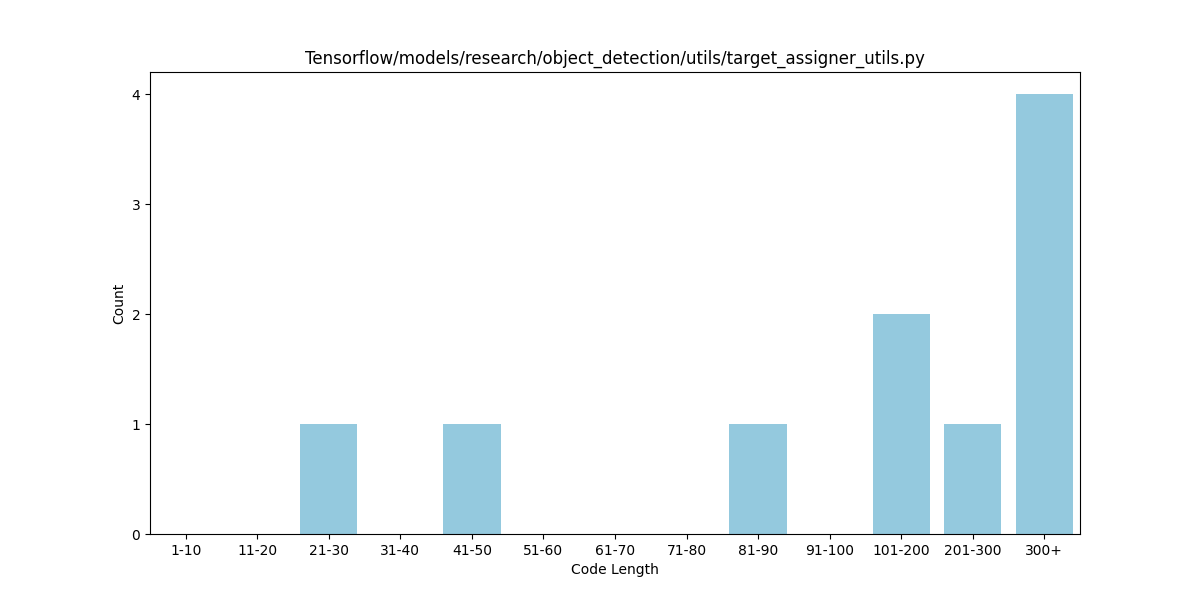 Tensorflow/models/research/object_detection/utils/target_assigner_utils.py
4
3
2
1
0
Count
1-10 11-20 21-30 31-40 41-50 51-60 61-70 71-80 81-90 91-100 101-200 201-300 300+
Code Length